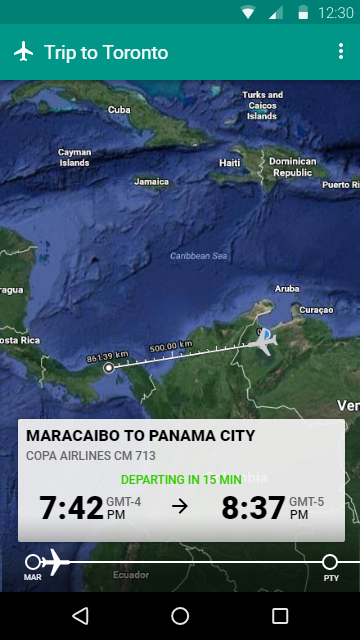 12:30
Trip to Toronto
Cuba
Turks and
Caicos
Islands
Cayman
Islands
Haiti
Dominican
Republic
Jamaica
Puerto Ri
Caribbean Sea
ragua
Aruba
Curaçao
osta Rica
861.39 km
500.00 km
Ven
MARACAIBO TO PANAMA CITY
COPA AIRLINES CM 713
DEPARTING IN 15 MIN
7:42 GMT-4 PM → 8:37 GMT-5 PM
MAR
PTY
Ecuador